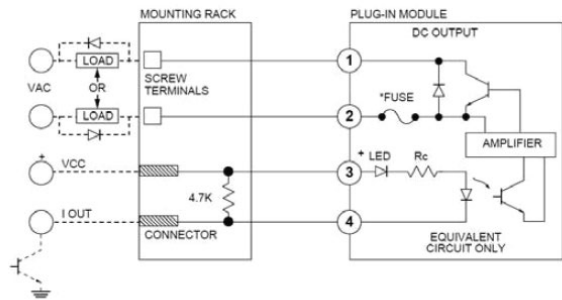 MOUNTING RACK
PLUG-IN MODULE
DC OUTPUT
LOAD
VAC
OR
LOAD
SCREW
TERMINALS
1
*FUSE
2
AMPLIFIER
+
VCC
+ LED
Rc
3
4.7K
I OUT
CONNECTOR
4
EQUIVALENT
CIRCUIT ONLY